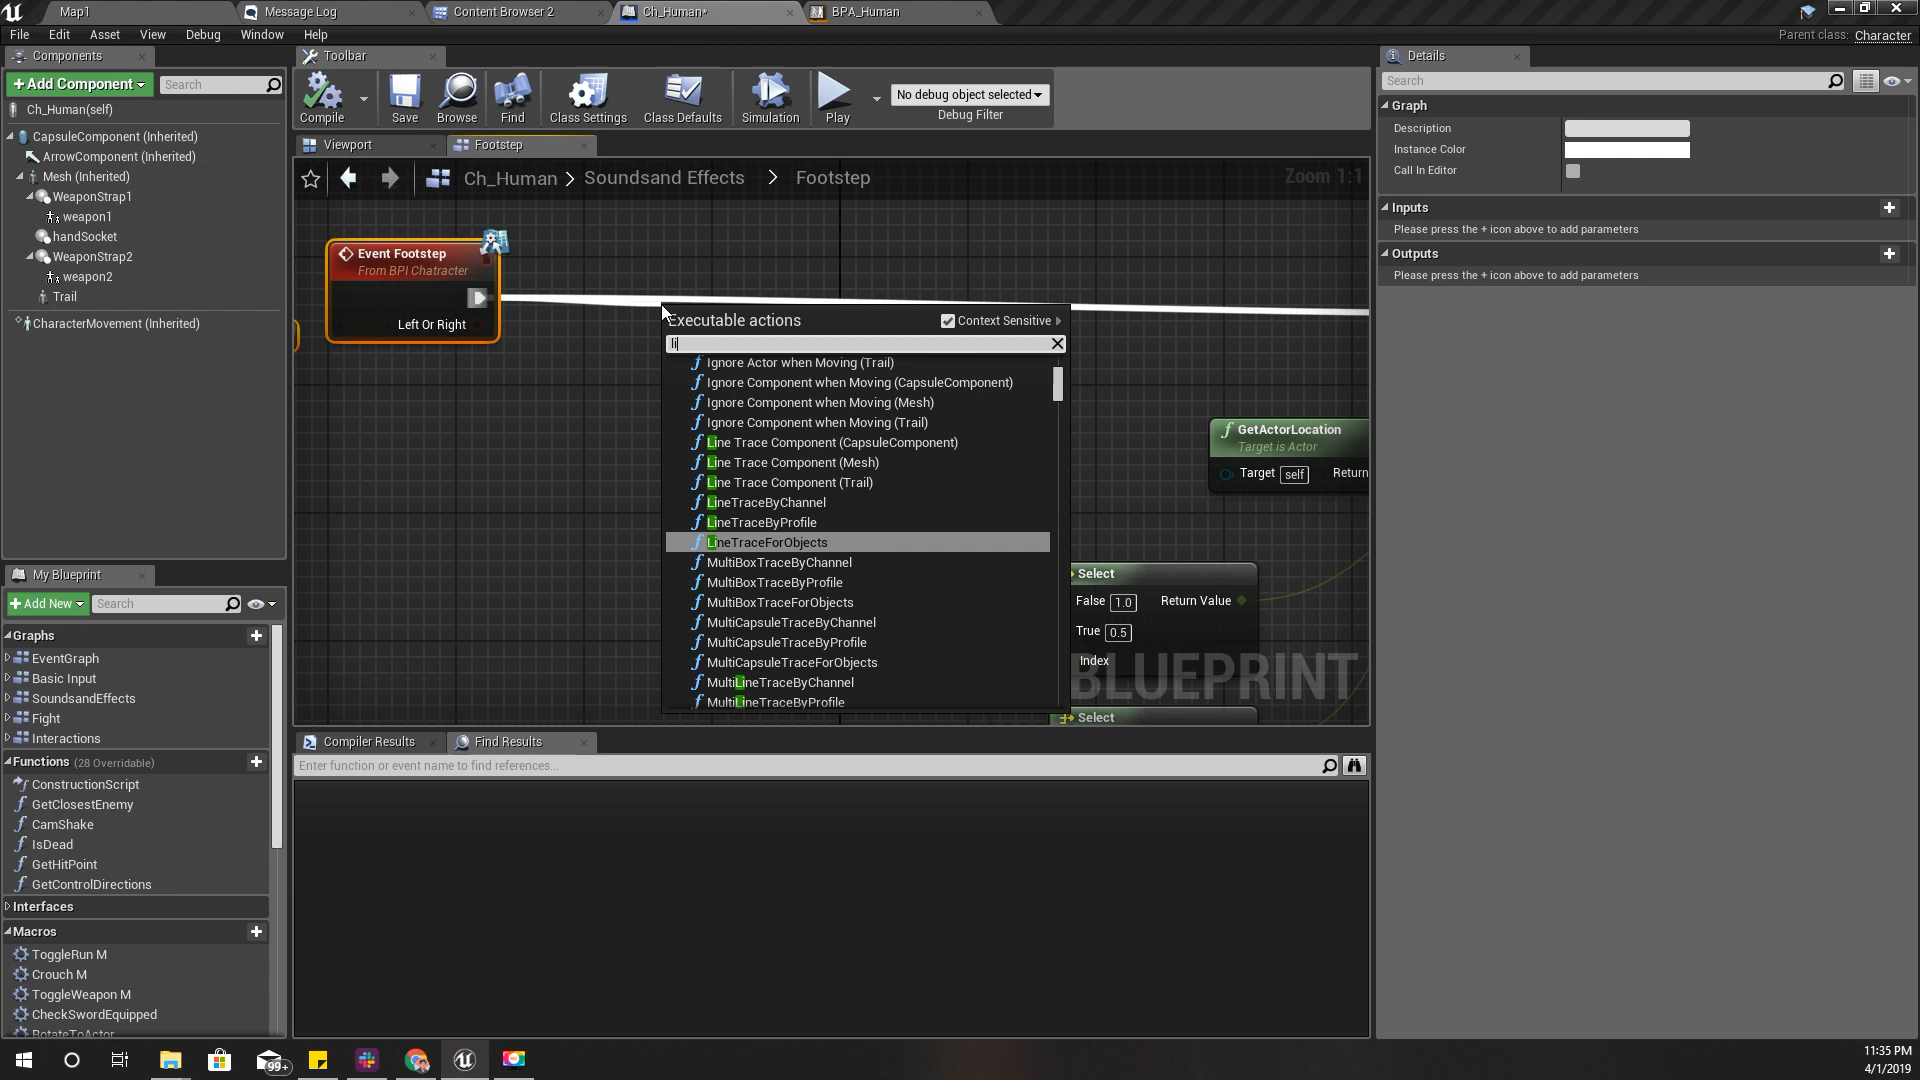 Map1
Message Log
Content Browser 2
Ch_Human*
BPA_Human
File Edit Asset View Debug Window Help
Parent class: Character
Components
+Add Component
Search
Ch_Human(self)
CapsuleComponent (Inherited)
ArrowComponent (Inherited)
Mesh (Inherited)
WeaponStrap1
weapon1
handSocket
WeaponStrap2
weapon2
Trail
CharacterMovement (Inherited)
My Blueprint
+Add New
Search
Graphs
EventGraph
Basic Input
SoundsandEffects
Fight
Interactions
Functions (28 Overridable)
ConstructionScript
GetClosestEnemy
CamShake
IsDead
GetHitPoint
GetControlDirections
Interfaces
Macros
ToggleRun M
Crouch M
ToggleWeapon M
CheckSwordEquipped
RotateToActor
Toolbar
Compile
Save
Browse
Find
Class Settings
Class Defaults
Simulation
Play
No debug object selected
Debug Filter
Viewport
Footstep
Ch_Human > Soundsand Effects > Footstep
Zoom 1:1
Event Footstep
From BPI Chatracter
Left Or Right
Executable actions
Context Sensitive
li
Ignore Actor when Moving (Trail)
Ignore Component when Moving (CapsuleComponent)
Ignore Component when Moving (Mesh)
Ignore Component when Moving (Trail)
Line Trace Component (CapsuleComponent)
Line Trace Component (Mesh)
Line Trace Component (Trail)
LineTraceByChannel
LineTraceByProfile
LineTraceForObjects
MultiBoxTraceByChannel
MultiBoxTraceByProfile
MultiBoxTraceForObjects
MultiCapsuleTraceByChannel
MultiCapsuleTraceByProfile
MultiCapsuleTraceForObjects
MultiLineTraceByChannel
MultiLineTraceByProfile
GetActorLocation
Target is Actor
Target self Return
Select
False 1.0 Return Value
True 0.5
Index
BLUEPRINT
Select
Compiler Results
Find Results
Enter function or event name to find references...
Details
Search
Graph
Description
Instance Color
Call In Editor
Inputs
Please press the + icon above to add parameters
Outputs
Please press the + icon above to add parameters
99+
11:35 PM
4/1/2019